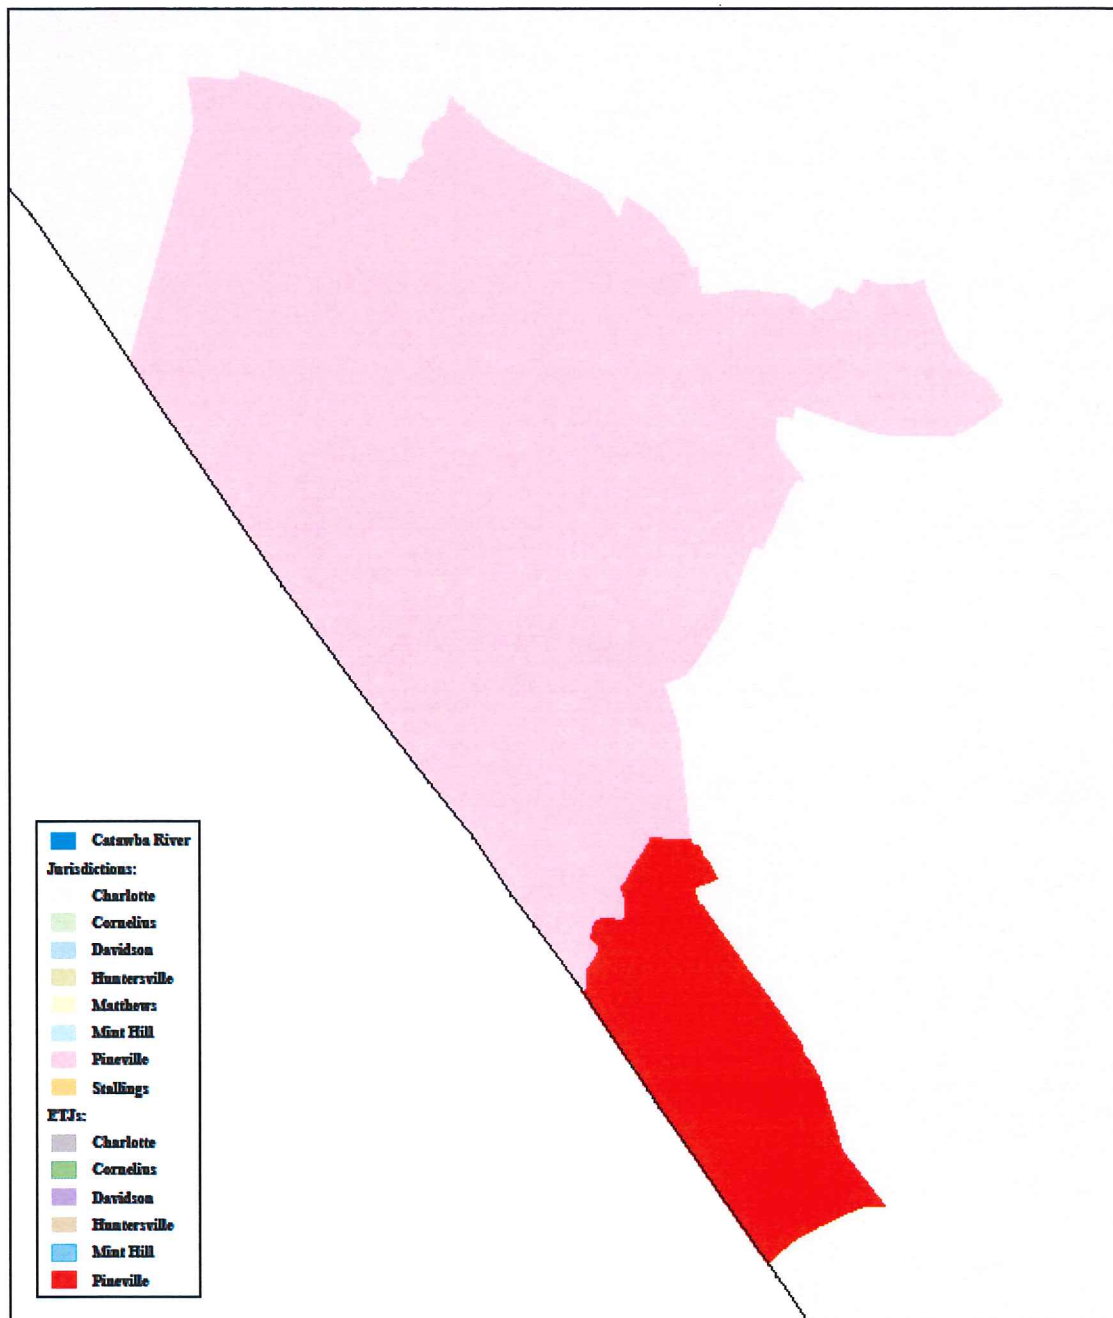 Catawba River
Jurisdictions:
Charlotte
Cornelius
Davidson
Huntersville
Matthews
Mint Hill
Pineville
Stallings
ETJs:
Charlotte
Cornelius
Davidson
Huntersville
Mint Hill
Pineville